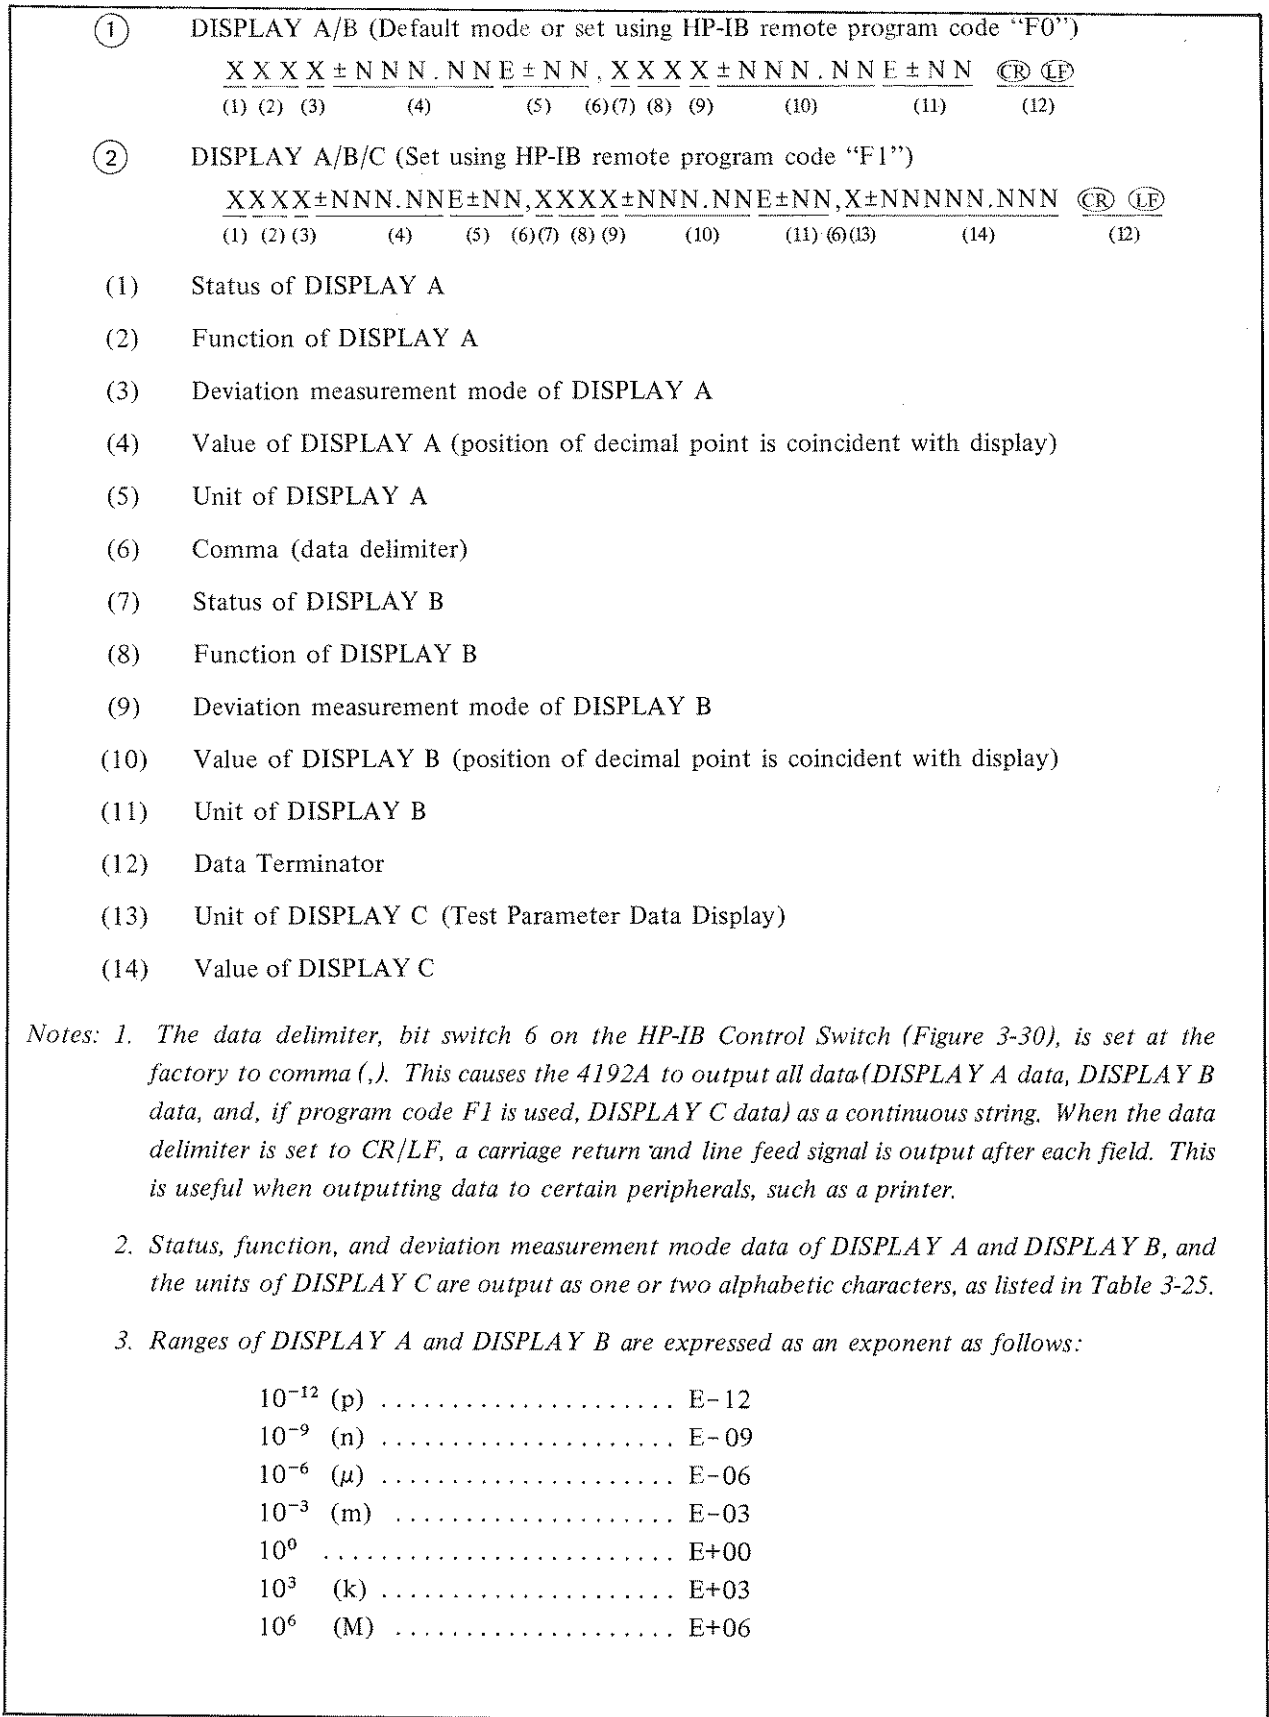 ① DISPLAY A/B (Default mode or set using HP-IB remote program code “F0”)
X X X X ± N N N . N N E ± N N , X X X X ± N N N . N N E ± N N CR LF
(1) (2) (3) (4) (5) (6) (7) (8) (9) (10) (11) (12)
② DISPLAY A/B/C (Set using HP-IB remote program code “F1”)
XXXX±NNN.NNE±NN,XXXX±NNN.NNE±NN,X±NNNNN.NNN CR LF
(1) (2) (3) (4) (5) (6) (7) (8) (9) (10) (11) (6) (13) (14) (12)
(1) Status of DISPLAY A
(2) Function of DISPLAY A
(3) Deviation measurement mode of DISPLAY A
(4) Value of DISPLAY A (position of decimal point is coincident with display)
(5) Unit of DISPLAY A
(6) Comma (data delimiter)
(7) Status of DISPLAY B
(8) Function of DISPLAY B
(9) Deviation measurement mode of DISPLAY B
(10) Value of DISPLAY B (position of decimal point is coincident with display)
(11) Unit of DISPLAY B
(12) Data Terminator
(13) Unit of DISPLAY C (Test Parameter Data Display)
(14) Value of DISPLAY C
Notes: 1. The data delimiter, bit switch 6 on the HP-IB Control Switch (Figure 3-30), is set at the
factory to comma (,). This causes the 4192A to output all data (DISPLAY A data, DISPLAY B
data, and, if program code F1 is used, DISPLAY C data) as a continuous string. When the data
delimiter is set to CR/LF, a carriage return and line feed signal is output after each field. This
is useful when outputting data to certain peripherals, such as a printer.
2. Status, function, and deviation measurement mode data of DISPLAY A and DISPLAY B, and
the units of DISPLAY C are output as one or two alphabetic characters, as listed in Table 3-25.
3. Ranges of DISPLAY A and DISPLAY B are expressed as an exponent as follows:
10⁻¹² (p) ...................... E-12
10⁻⁹ (n) ...................... E-09
10⁻⁶ (μ) ...................... E-06
10⁻³ (m) ..................... E-03
10⁰ .......................... E+00
10³ (k) ...................... E+03
10⁶ (M) ..................... E+06